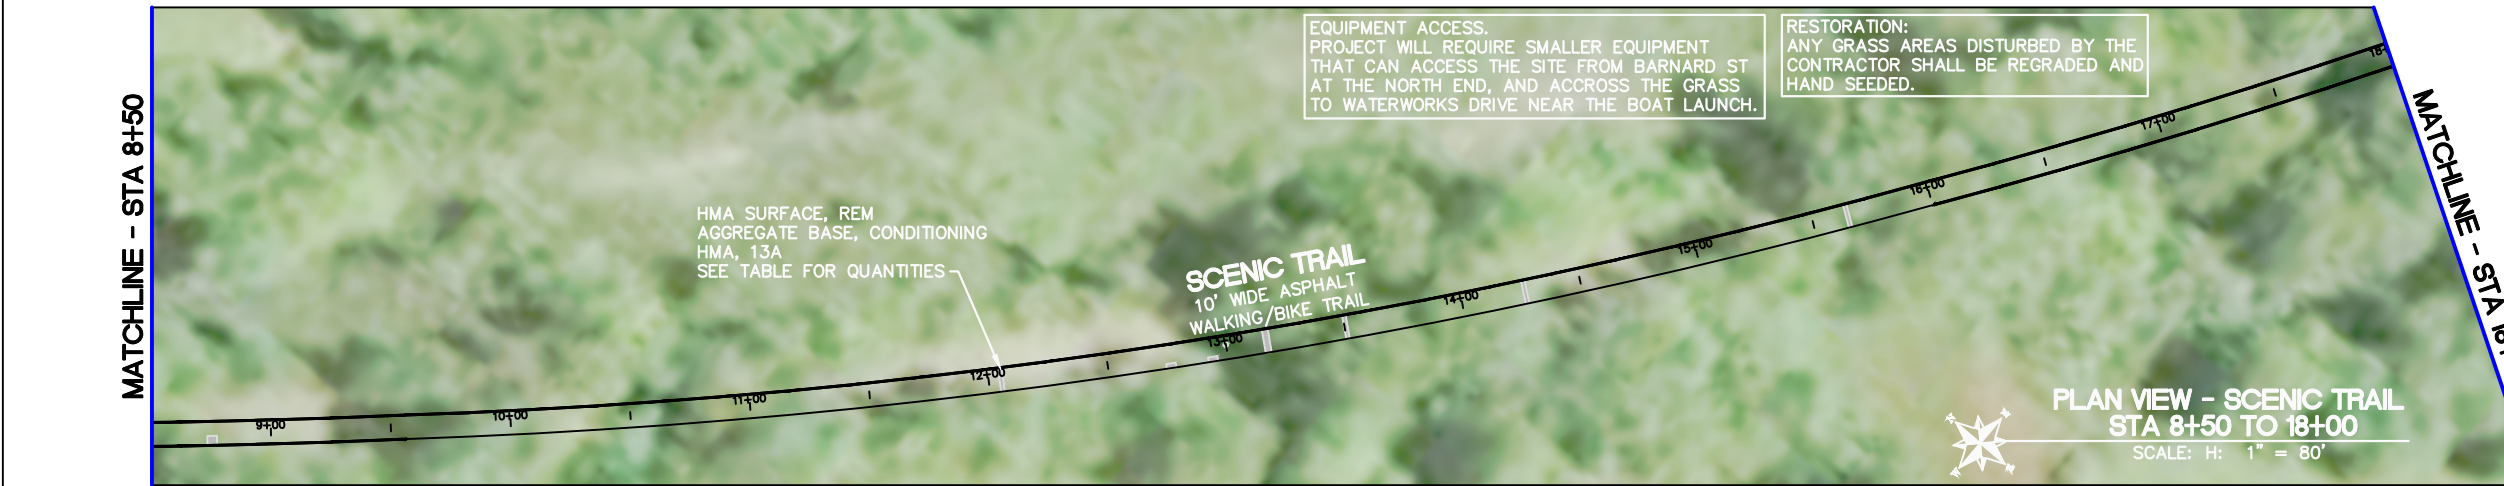 MATCHLINE - STA 8+50
EQUIPMENT ACCESS.
PROJECT WILL REQUIRE SMALLER EQUIPMENT
THAT CAN ACCESS THE SITE FROM BARNARD ST
AT THE NORTH END, AND ACCROSS THE GRASS
TO WATERWORKS DRIVE NEAR THE BOAT LAUNCH.
RESTORATION:
ANY GRASS AREAS DISTURBED BY THE
CONTRACTOR SHALL BE REGRADED AND
HAND SEEDED.
HMA SURFACE, REM
AGGREGATE BASE, CONDITIONING
HMA, 13A
SEE TABLE FOR QUANTITIES
SCENIC TRAIL
10' WIDE ASPHALT
WALKING/BIKE TRAIL
9+00
10+00
11+00
12+00
13+00
14+00
15+00
16+00
17+00
MATCHLINE - STA
PLAN VIEW - SCENIC TRAIL
STA 8+50 TO 18+00
SCALE: H: 1" = 80'